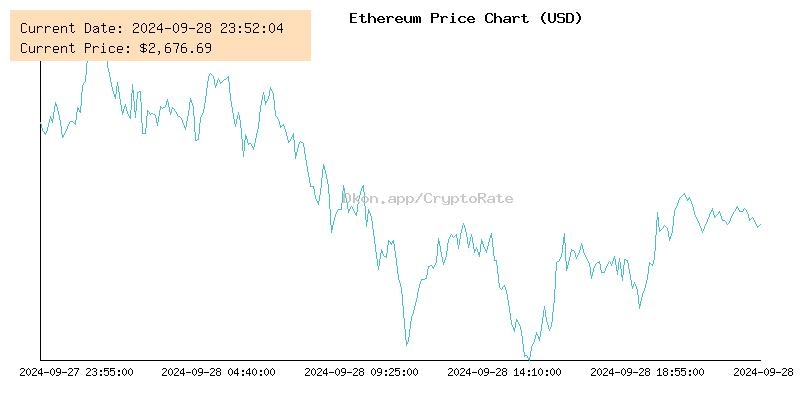 Ethereum Price Chart (USD)
Current Date: 2024-09-28 23:52:04
Current Price: $2,676.69
Dkon.app/CryptoRate
2024-09-27 23:55:00 2024-09-28 04:40:00 2024-09-28 09:25:00 2024-09-28 14:10:00 2024-09-28 18:55:00 2024-09-28